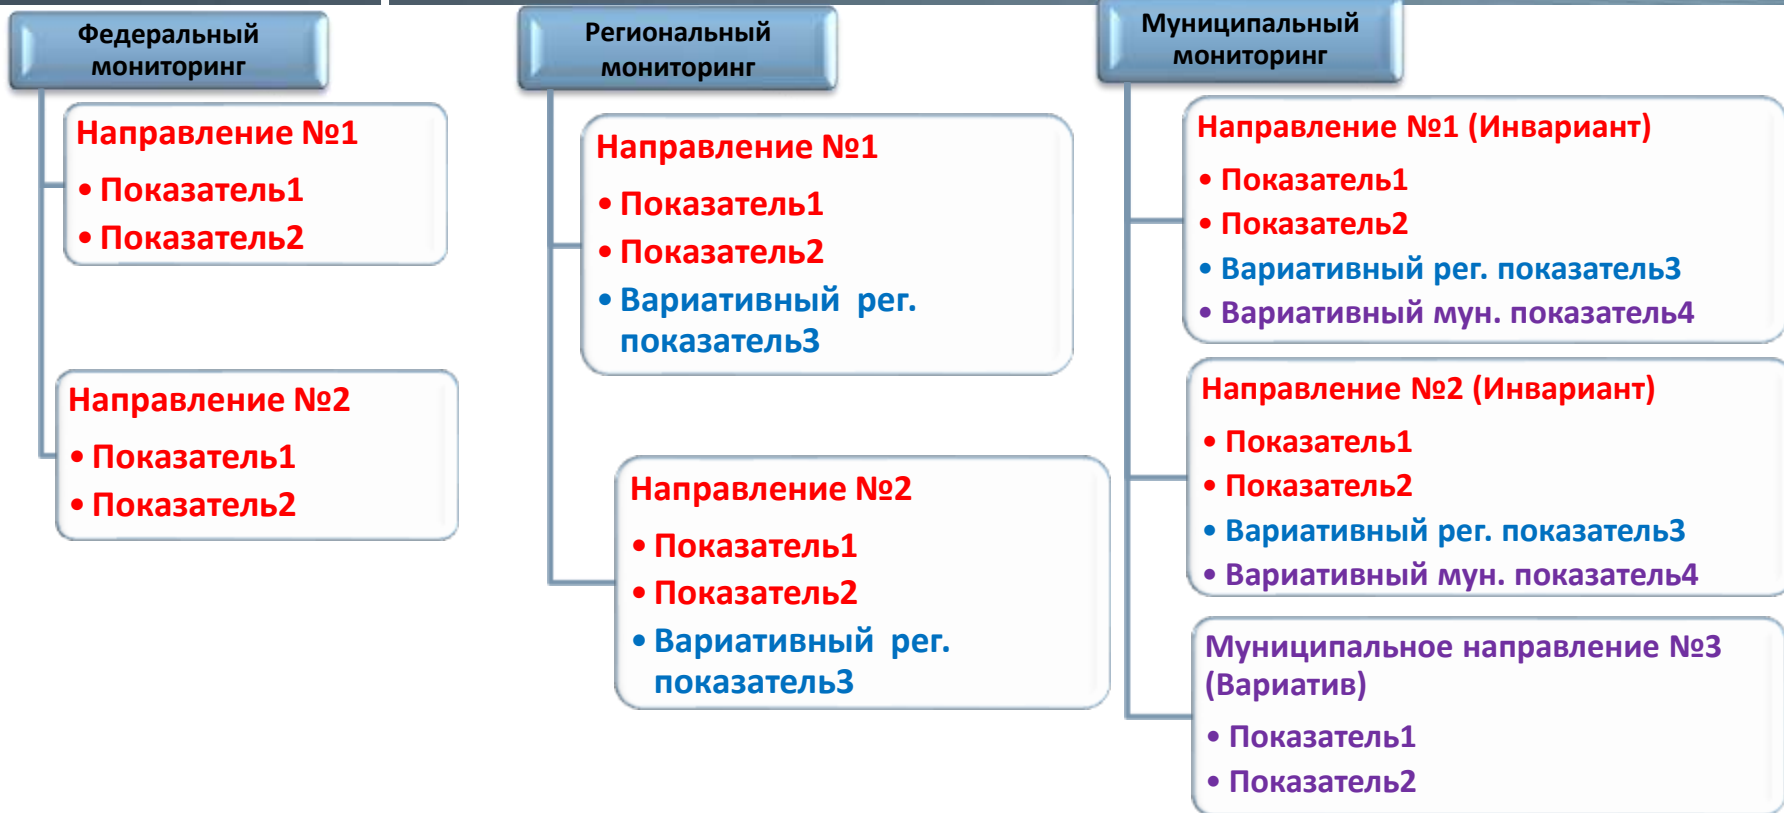 Федеральный
мониторинг
Направление №1
• Показатель1
• Показатель2
Направление №2
• Показатель1
• Показатель2
Региональный
мониторинг
Направление №1
• Показатель1
• Показатель2
• Вариативный рег.
показатель3
Направление №2
• Показатель1
• Показатель2
• Вариативный рег.
показатель3
Муниципальный
мониторинг
Направление №1 (Инвариант)
• Показатель1
• Показатель2
• Вариативный рег. показатель3
• Вариативный мун. показатель4
Направление №2 (Инвариант)
• Показатель1
• Показатель2
• Вариативный рег. показатель3
• Вариативный мун. показатель4
Муниципальное направление №3
(Вариатив)
• Показатель1
• Показатель2